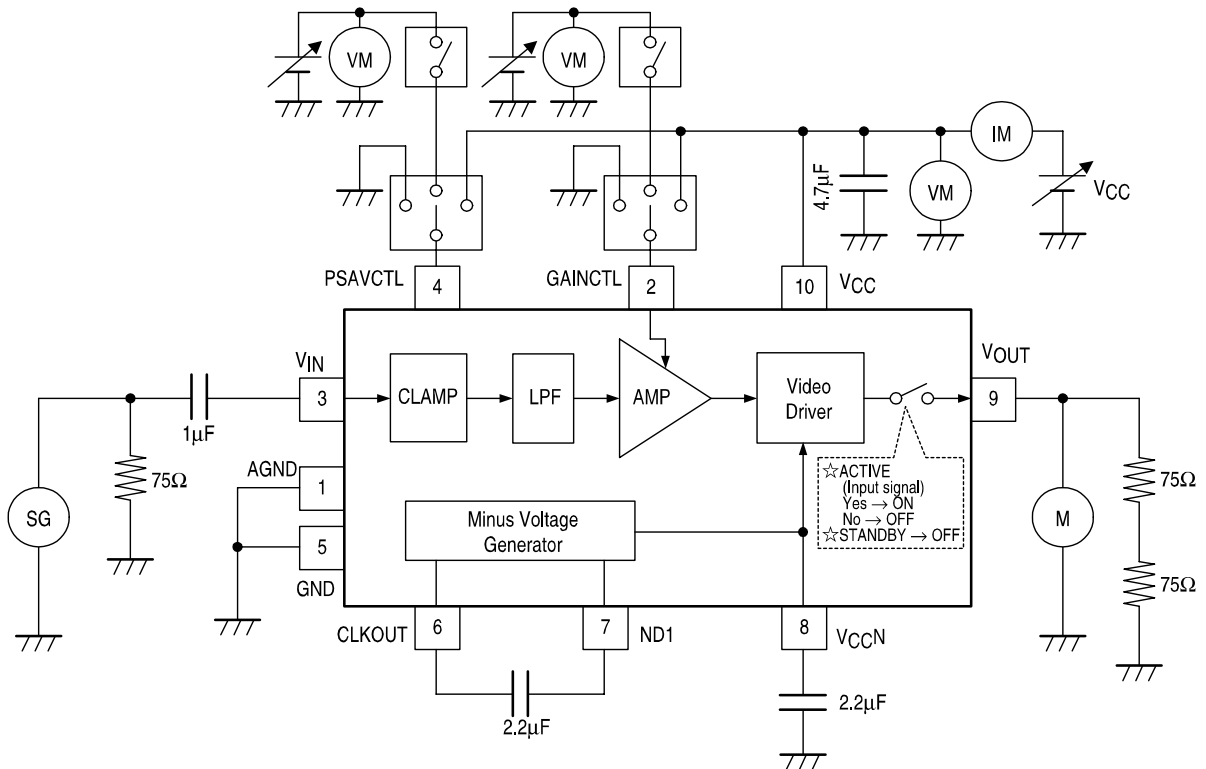 VM
VM
IM
4.7μF
VM
VCC
PSAVCTL
4
GAINCTL
2
10
VCC
VIN
3
CLAMP
LPF
AMP
Video
Driver
VOUT
9
1μF
75Ω
AGND
1
SG
5
GND
Minus Voltage
Generator
☆ACTIVE
(Input signal)
Yes → ON
No → OFF
☆STANDBY → OFF
75Ω
M
75Ω
CLKOUT
6
7
ND1
8
VCCN
2.2μF
2.2μF